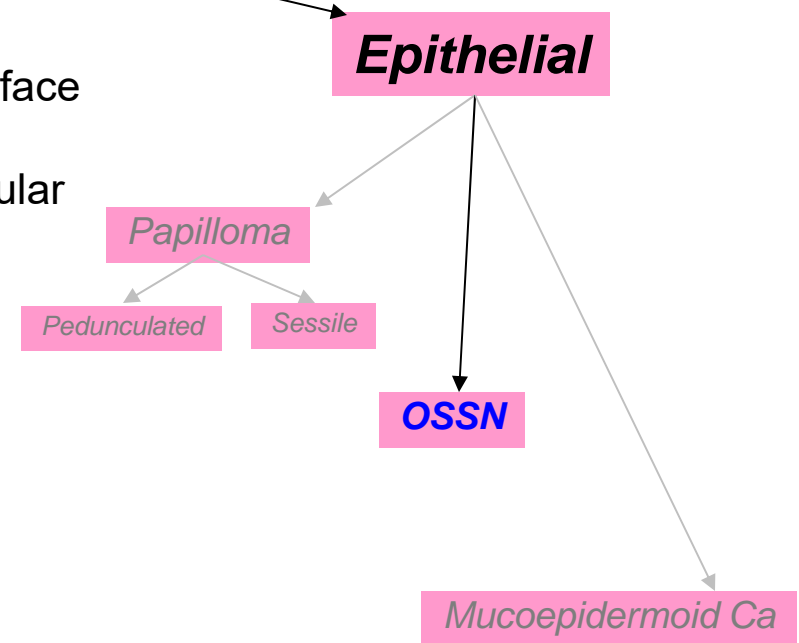 Epithelial
face
ular
Papilloma
Pedunculated
Sessile
OSSN
Mucoepidermoid Ca